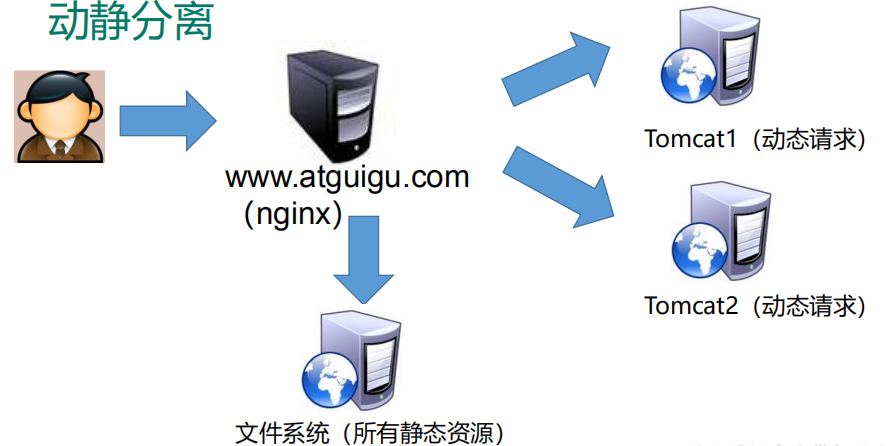 动静分离
www.atguigu.com
（nginx）
Tomcat1（动态请求）
Tomcat2（动态请求）
文件系统（所有静态资源）